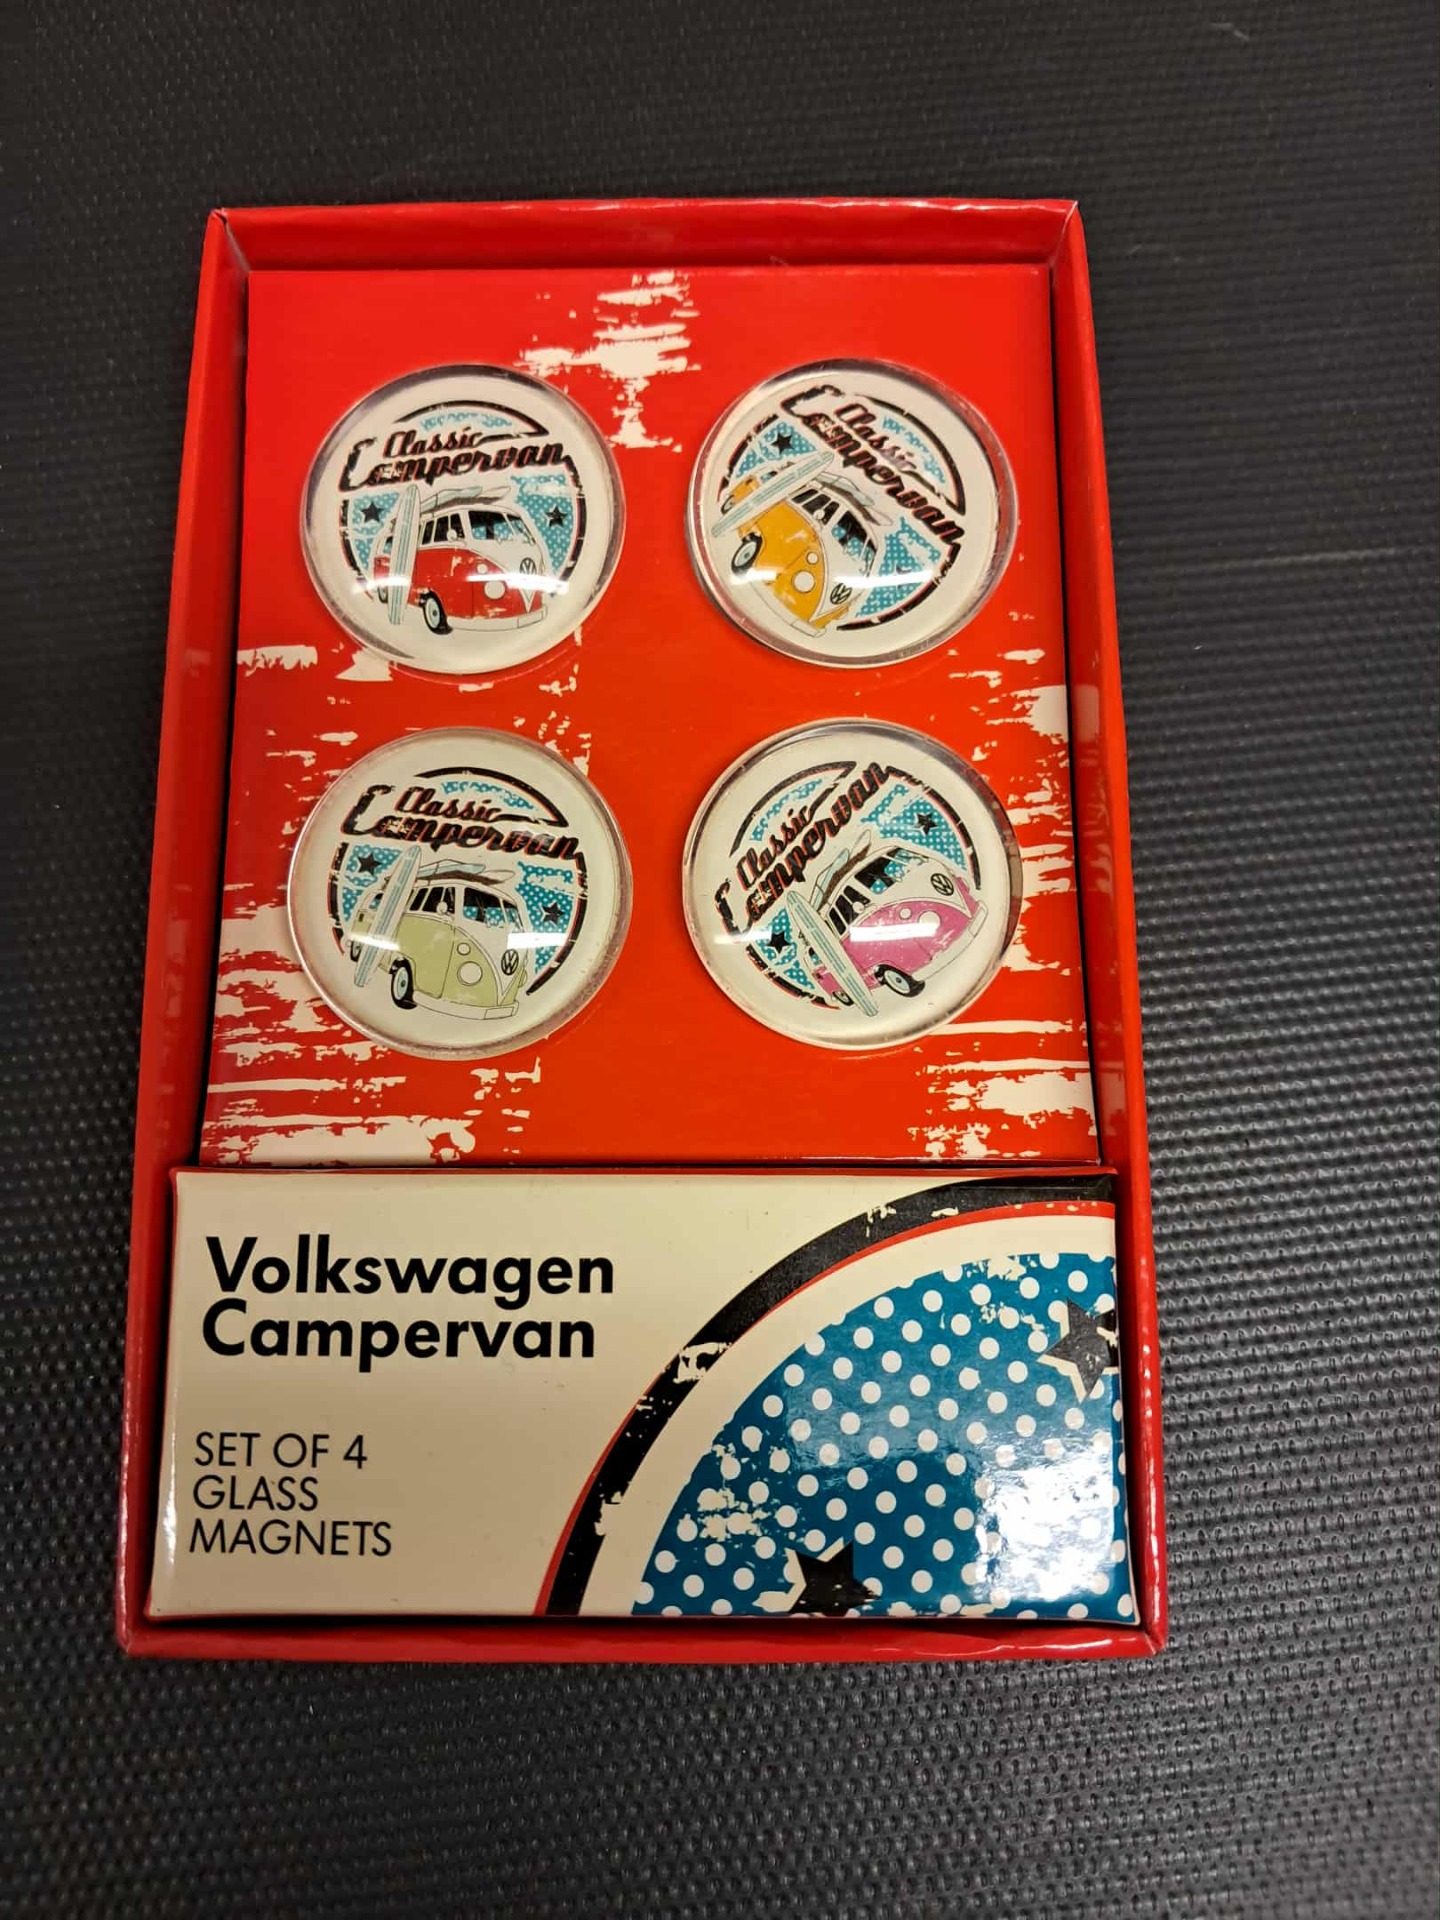 Classic
Campervan
Classic
Campervan
Classic
Campervan
Classic
Campervan
Volkswagen
Campervan
SET OF 4
GLASS
MAGNETS